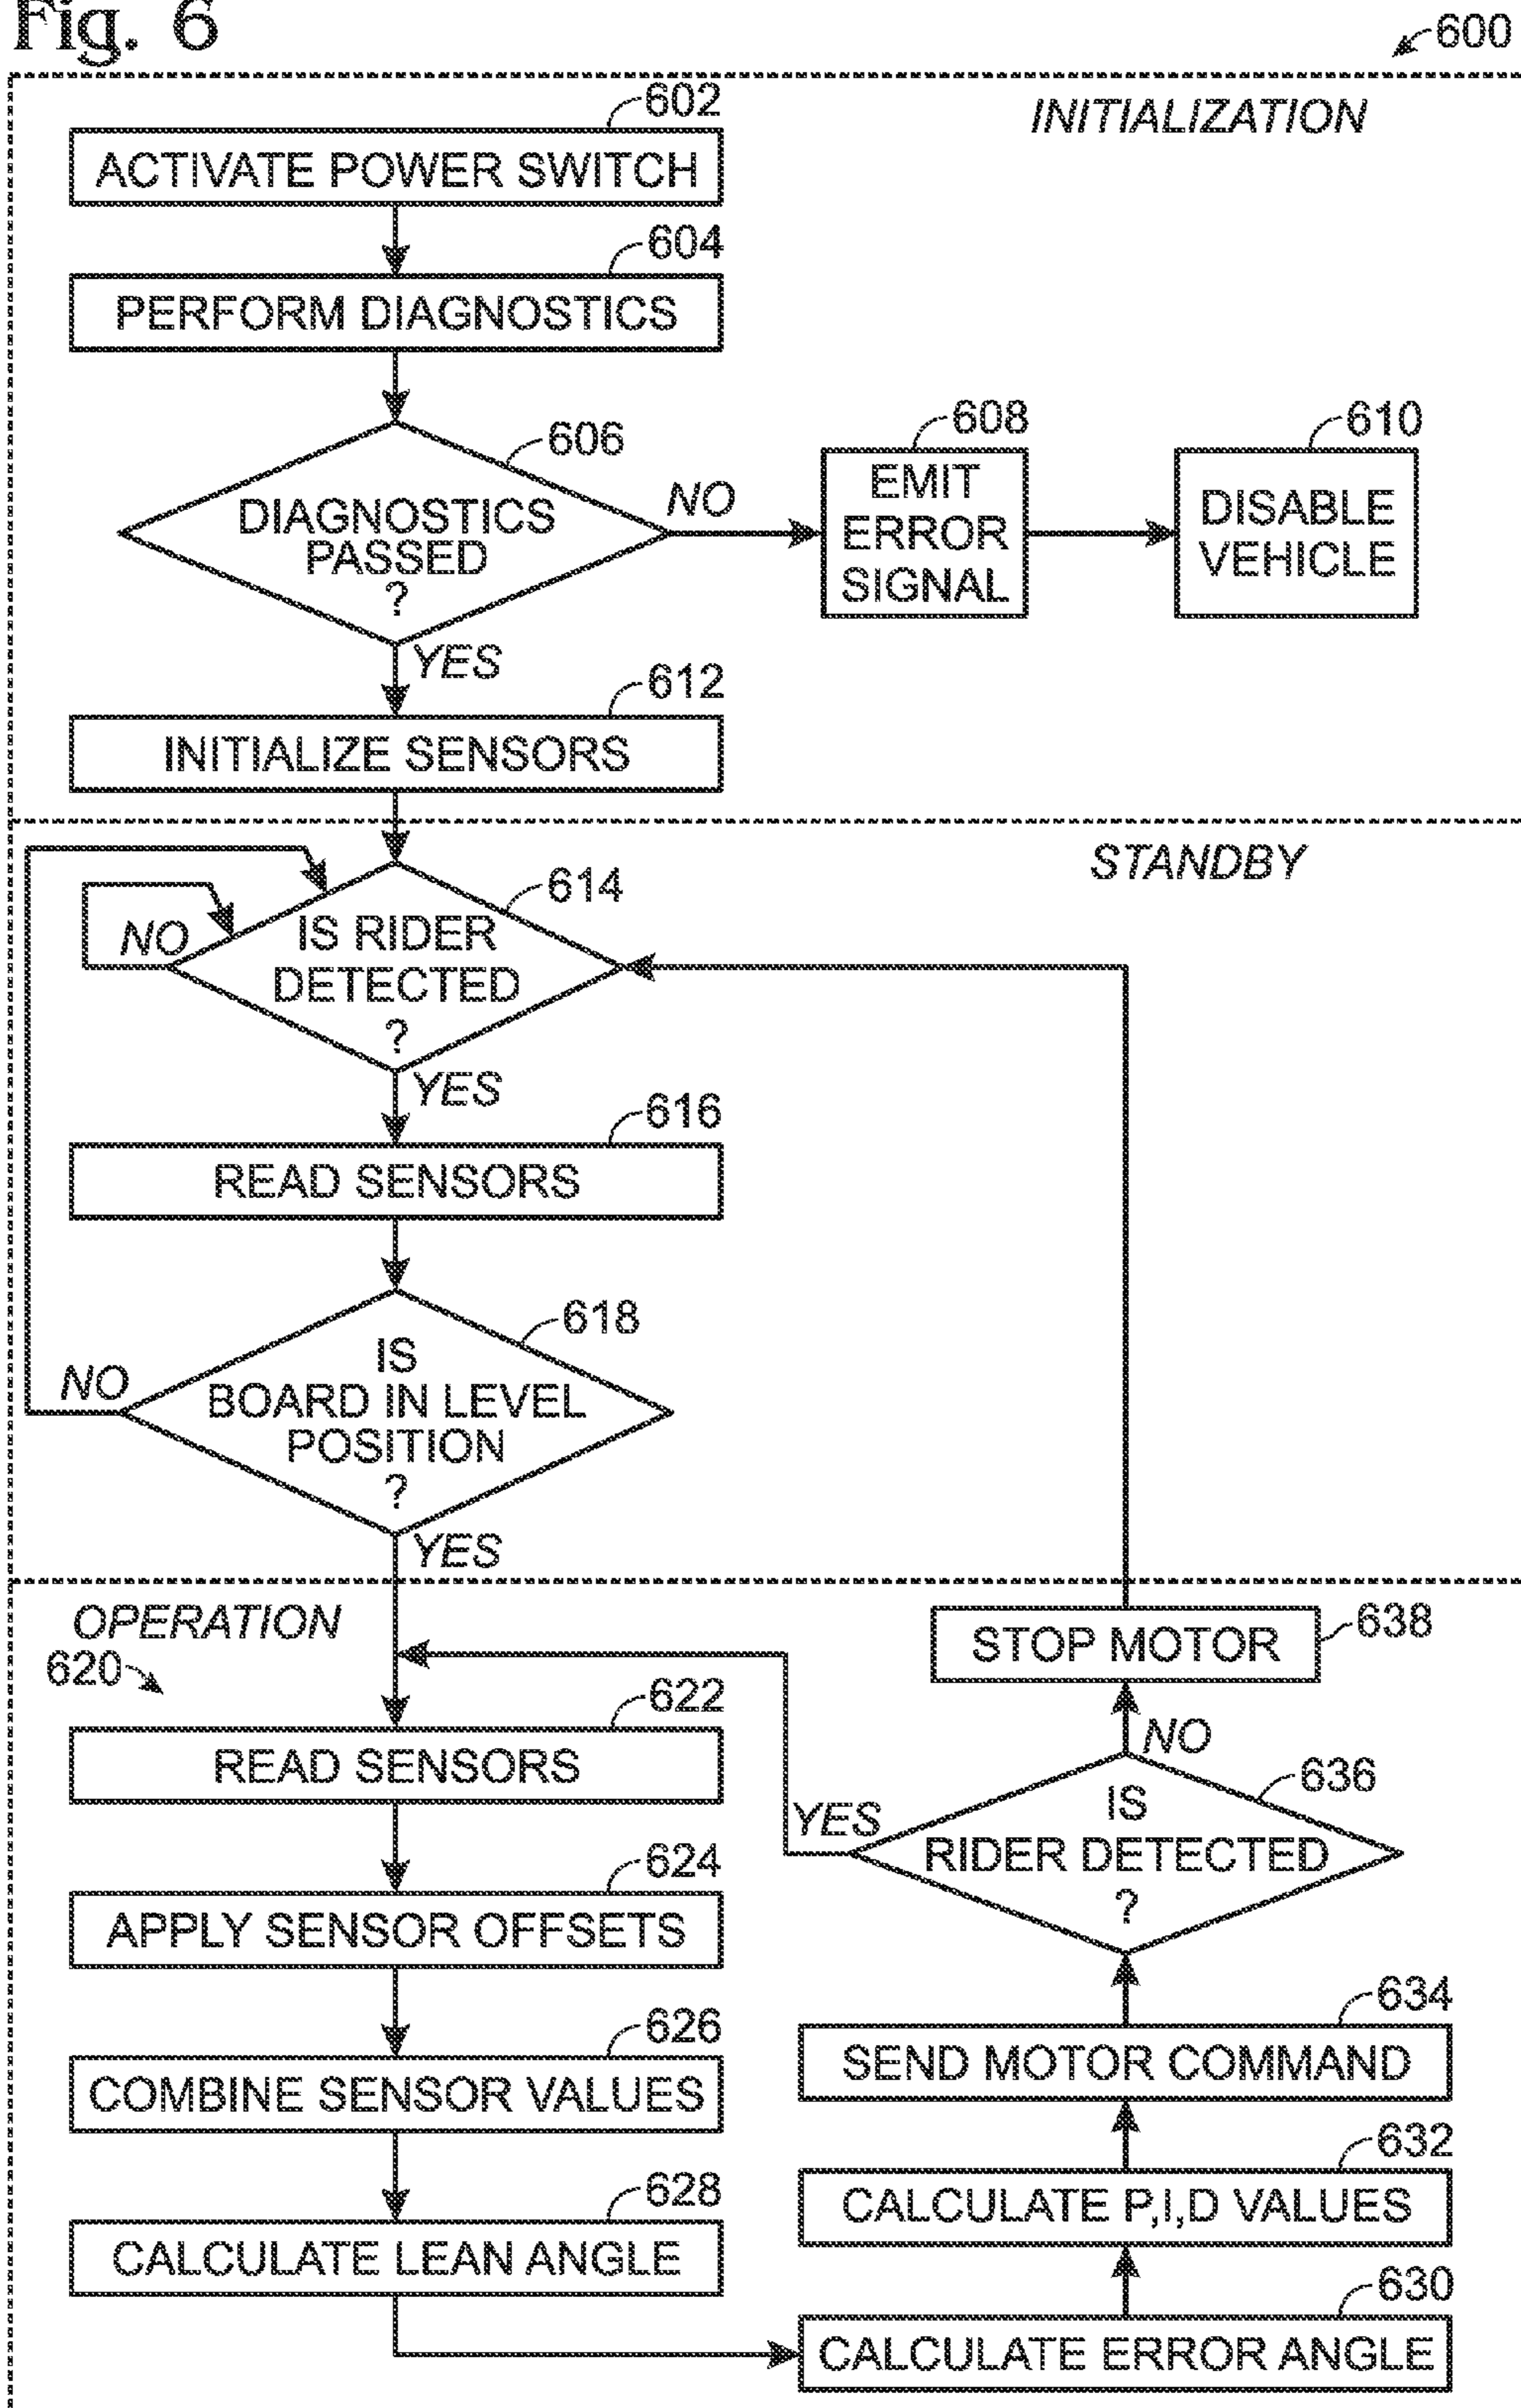 Fig. 6
600
INITIALIZATION
602
ACTIVATE POWER SWITCH
604
PERFORM DIAGNOSTICS
606
DIAGNOSTICS
PASSED
?
NO
608
EMIT
ERROR
SIGNAL
610
DISABLE
VEHICLE
YES
612
INITIALIZE SENSORS
STANDBY
614
IS RIDER
DETECTED
?
NO
YES
616
READ SENSORS
618
IS
BOARD IN LEVEL
POSITION
?
NO
YES
OPERATION
620
622
READ SENSORS
624
APPLY SENSOR OFFSETS
626
COMBINE SENSOR VALUES
628
CALCULATE LEAN ANGLE
630
CALCULATE ERROR ANGLE
632
CALCULATE P,I,D VALUES
634
SEND MOTOR COMMAND
636
IS
RIDER DETECTED
?
YES
NO
638
STOP MOTOR